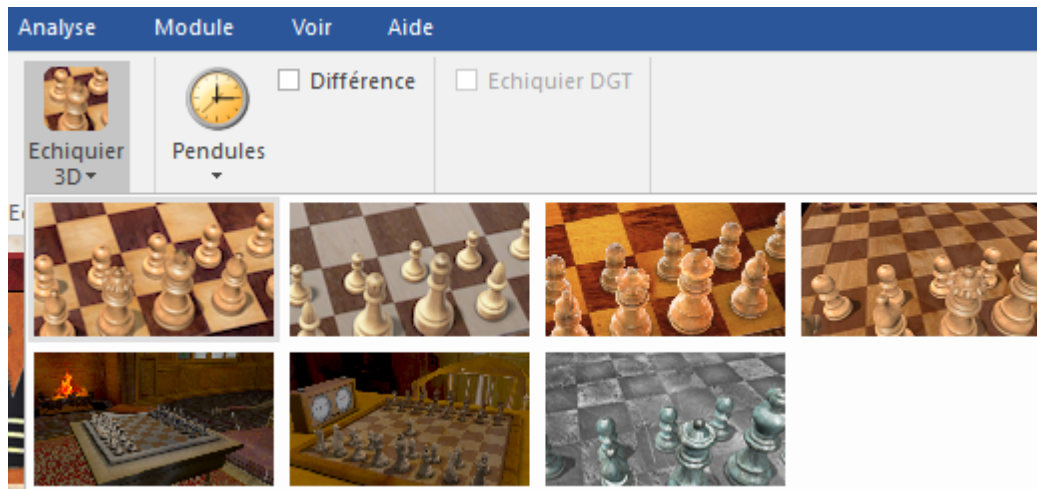 Analyse Module Voir Aide
Différence
Echiquier DGT
Echiquier
3D
Pendules